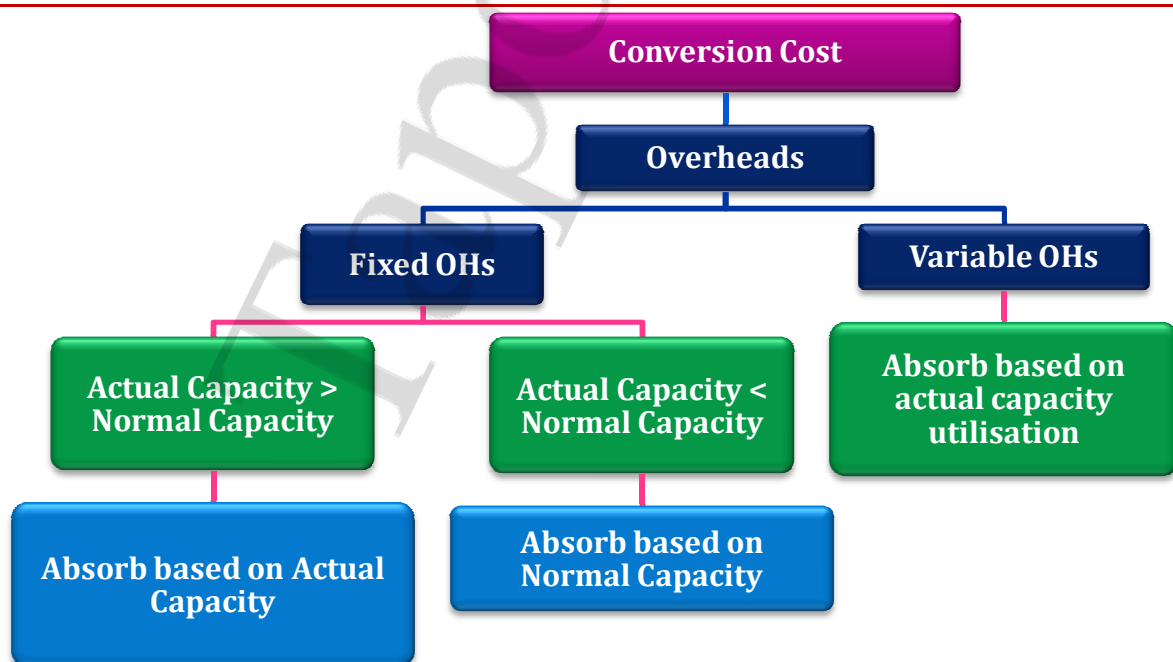 Conversion Cost
Overheads
Fixed OHs
Variable OHs
Actual Capacity >
Normal Capacity
Actual Capacity <
Normal Capacity
Absorb based on
actual capacity
utilisation
Absorb based on Actual
Capacity
Absorb based on
Normal Capacity